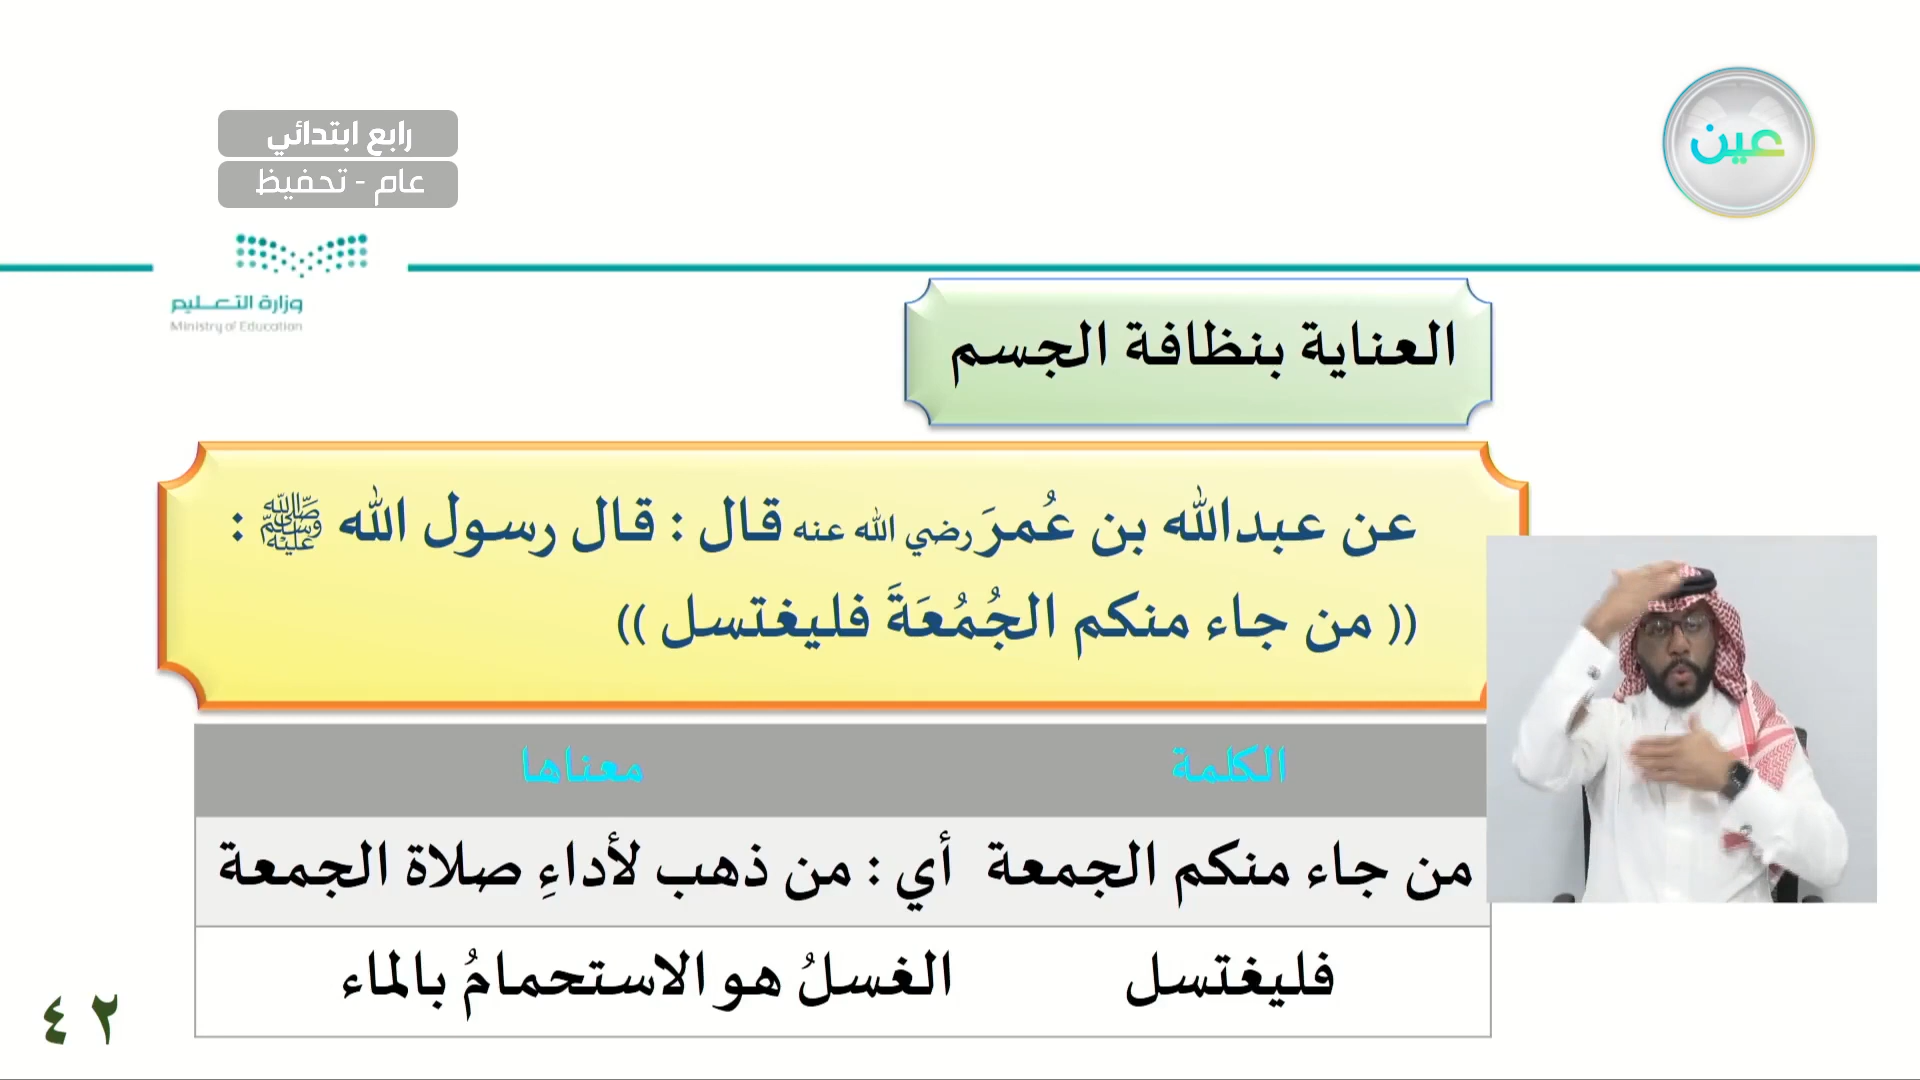 عين
رابع ابتدائي
عام - تحفيظ
وزارة التعليم
Ministry of Education
العناية بنظافة الجسم
عن عبدالله بن عُمرَ رضي الله عنه قال : قال رسول الله ﷺ :
(( من جاء منكم الجُمُعَةَ فليغتسل ))
الكلمة معناها
من جاء منكم الجمعة أي : من ذهب لأداءِ صلاة الجمعة
فليغتسل الغسلُ هو الاستحمامُ بالماء
٤٢